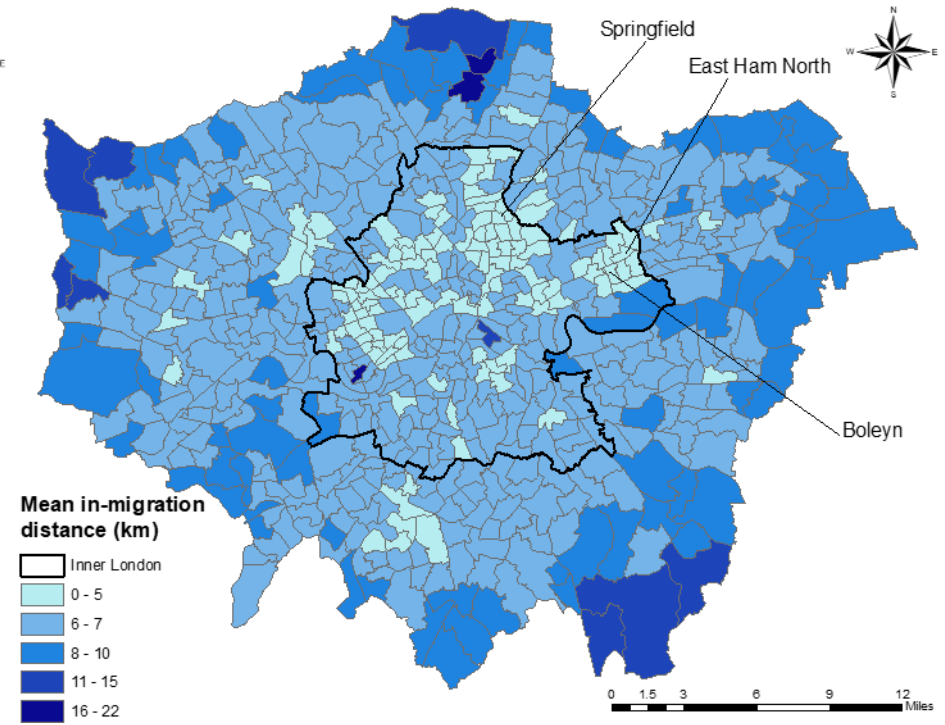 E
Springfield
East Ham North
N
W
E
S
Boleyn
Mean in-migration
distance (km)
Inner London
0 - 5
6 - 7
8 - 10
11 - 15
16 - 22
0 1.5 3 6 9 12
Miles